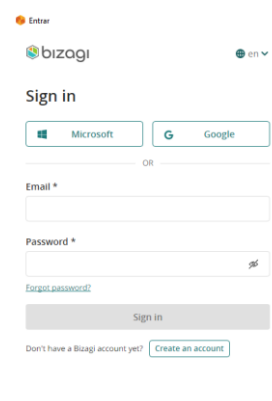 Entrar
bizagi
en
Sign in
Microsoft
Google
OR
Email *
Password *
Forgot password?
Sign in
Don't have a Bizagi account yet? Create an account